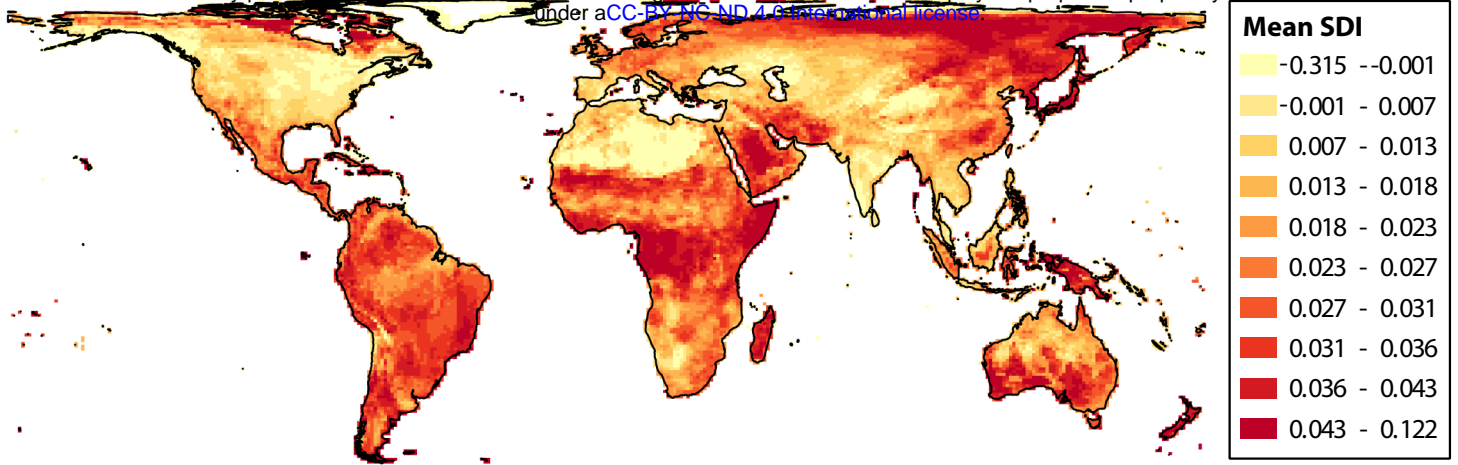 under aCC-BY-NC-ND 4.0 International license.
Mean SDI
-0.315 - -0.001
-0.001 - 0.007
0.007 - 0.013
0.013 - 0.018
0.018 - 0.023
0.023 - 0.027
0.027 - 0.031
0.031 - 0.036
0.036 - 0.043
0.043 - 0.122